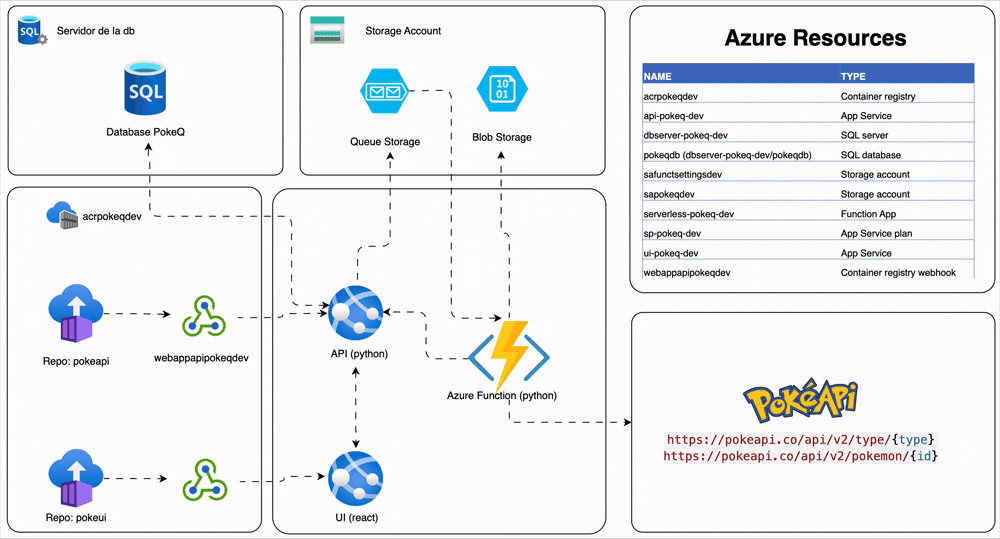 Servidor de la db
SQL
SQL
Database PokeQ
Storage Account
Queue Storage
10
01
Blob Storage
Azure Resources
NAME TYPE
acrpokeqdev Container registry
api-pokeq-dev App Service
dbserver-pokeq-dev SQL server
pokeqdb (dbserver-pokeq-dev/pokeqdb) SQL database
safunctsettingsdev Storage account
sapokeqdev Storage account
serverless-pokeq-dev Function App
sp-pokeq-dev App Service plan
ui-pokeq-dev App Service
webappapipokeqdev Container registry webhook
acrpokeqdev
Repo: pokeapi
webappapipokeqdev
API (python)
Azure Function (python)
Repo: pokeui
UI (react)
PokéApi
https://pokeapi.co/api/v2/type/{type}
https://pokeapi.co/api/v2/pokemon/{id}